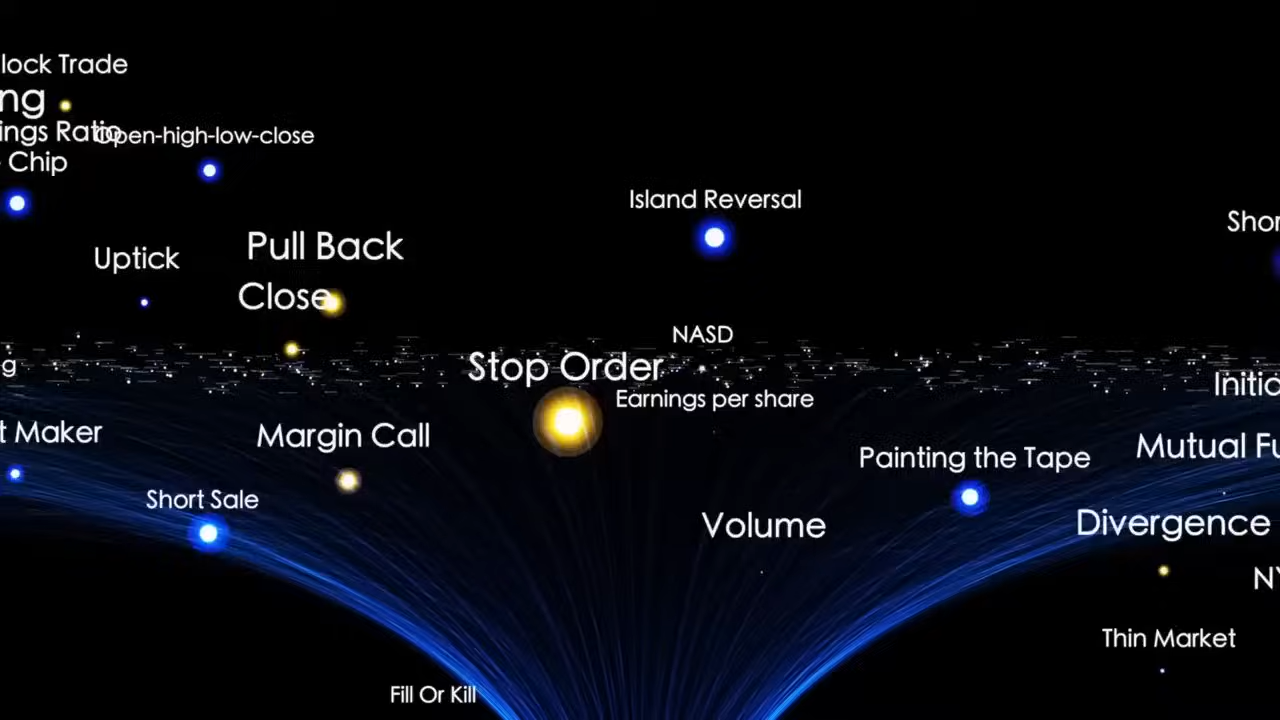 lock Trade
ng
ings Ratio
Open-high-low-close
Chip
Island Reversal
Shor
Pull Back
Uptick
Close
NASD
g
Stop Order
Initic
Earnings per share
t Maker
Margin Call
Mutual Fu
Painting the Tape
Short Sale
Volume
Divergence
NY
Thin Market
Fill Or Kill